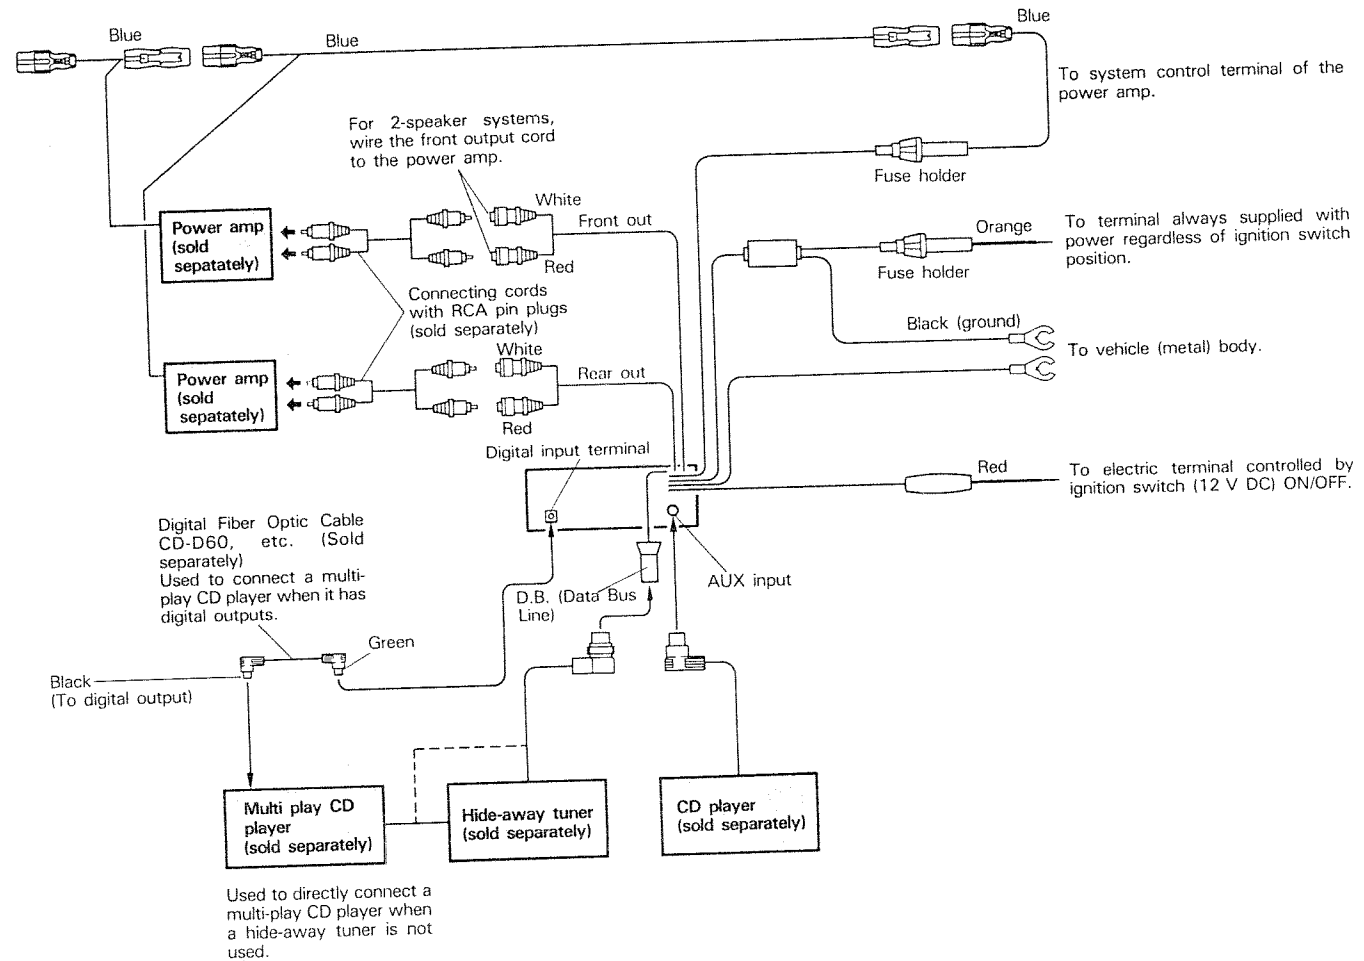 Blue
Blue
Blue
To system control terminal of the
power amp.
For 2-speaker systems,
wire the front output cord
to the power amp.
Fuse holder
White
Front out
Red
Power amp
(sold
sepatately)
Orange
To terminal always supplied with
power regardless of ignition switch
position.
Fuse holder
Connecting cords
with RCA pin plugs
(sold separately)
Black (ground)
To vehicle (metal) body.
White
Rear out
Red
Power amp
(sold
sepatately)
Digital input terminal
Red
To electric terminal controlled by
ignition switch (12 V DC) ON/OFF.
Digital Fiber Optic Cable
CD-D60, etc. (Sold
separately)
Used to connect a multi-
play CD player when it has
digital outputs.
AUX input
D.B. (Data Bus
Line)
Green
Black
(To digital output)
Multi play CD
player
(sold separately)
Hide-away tuner
(sold separately)
CD player
(sold separately)
Used to directly connect a
multi-play CD player when
a hide-away tuner is not
used.